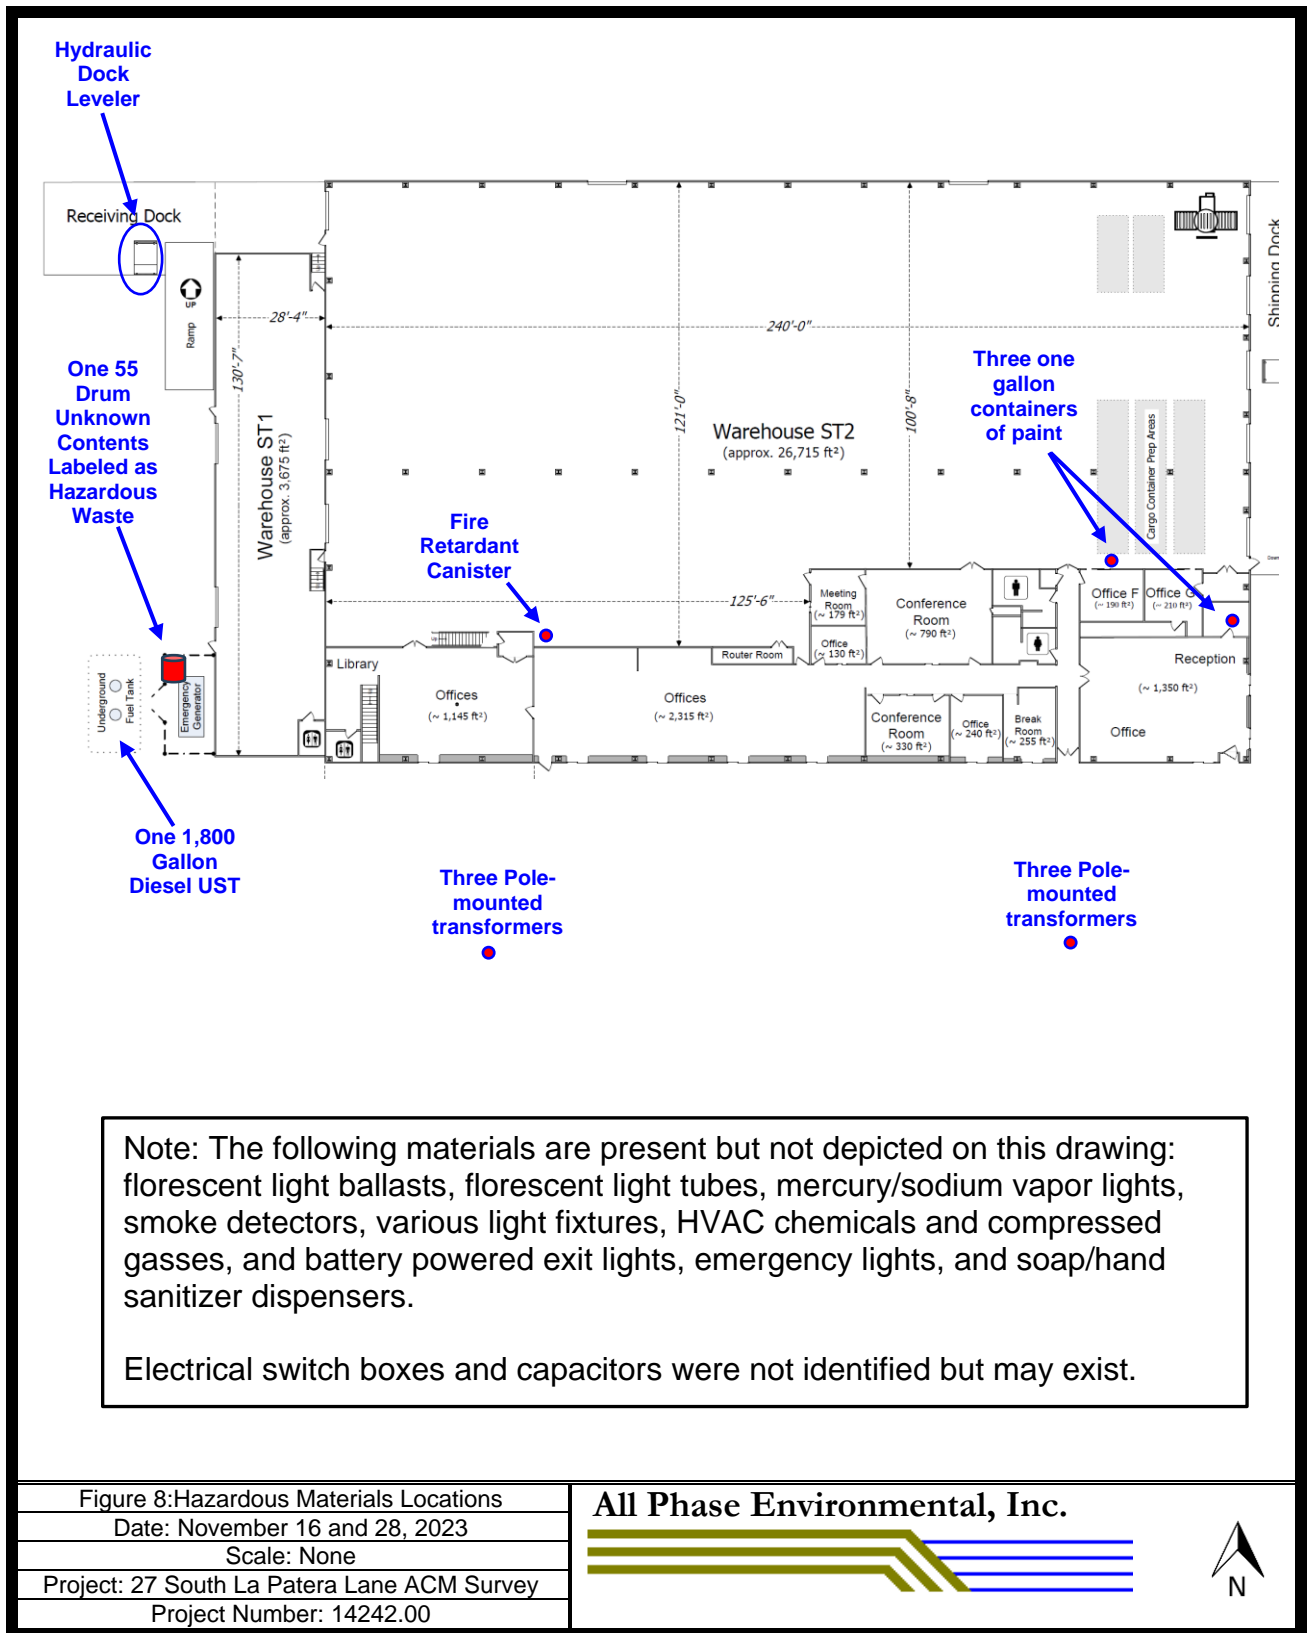 Hydraulic
Dock
Leveler
Receiving Dock
UP
Ramp
28'-4"
130'-7"
240'-0"
121'-0"
100'-8"
Shipping Dock
One 55
Drum
Unknown
Contents
Labeled as
Hazardous
Waste
Warehouse ST1
(approx. 3,675 ft²)
Warehouse ST2
(approx. 26,715 ft²)
Three one
gallon
containers
of paint
Cargo Container Prep Areas
Fire
Retardant
Canister
125'-6"
Meeting
Room
(~ 179 ft²)
Office
(~ 130 ft²)
Conference
Room
(~ 790 ft²)
Office F
(~ 190 ft²)
Office G
(~ 210 ft²)
Router Room
Library
Offices
(~ 1,145 ft²)
Offices
(~ 2,315 ft²)
Conference
Room
(~ 330 ft²)
Office
(~ 240 ft²)
Break
Room
(~ 255 ft²)
Reception
(~ 1,350 ft²)
Office
Underground
Fuel Tank
Emergency
Generator
One 1,800
Gallon
Diesel UST
Three Pole-
mounted
transformers
Three Pole-
mounted
transformers
Note: The following materials are present but not depicted on this drawing:
florescent light ballasts, florescent light tubes, mercury/sodium vapor lights,
smoke detectors, various light fixtures, HVAC chemicals and compressed
gasses, and battery powered exit lights, emergency lights, and soap/hand
sanitizer dispensers.
Electrical switch boxes and capacitors were not identified but may exist.
Figure 8:Hazardous Materials Locations
Date: November 16 and 28, 2023
Scale: None
Project: 27 South La Patera Lane ACM Survey
Project Number: 14242.00
All Phase Environmental, Inc.
N